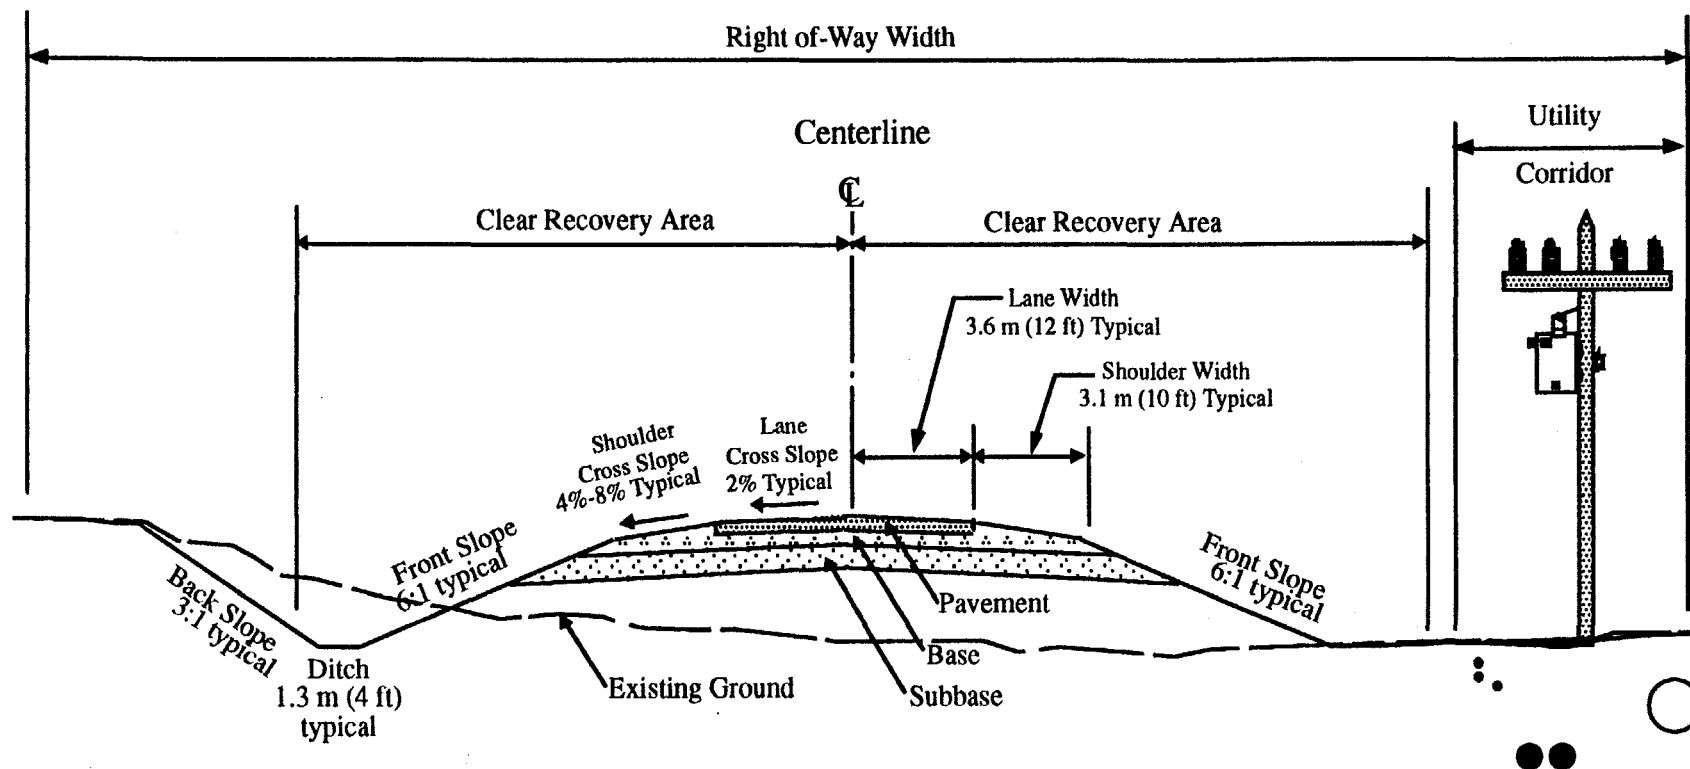 Right of-Way Width
Utility
Corridor
Centerline
℄
Clear Recovery Area
Clear Recovery Area
Lane Width
3.6 m (12 ft) Typical
Shoulder Width
3.1 m (10 ft) Typical
Shoulder
Cross Slope
4%-8% Typical
Lane
Cross Slope
2% Typical
Front Slope
6:1 typical
Front Slope
6:1 typical
Back Slope
3:1 typical
Pavement
Base
Subbase
Existing Ground
Ditch
1.3 m (4 ft)
typical